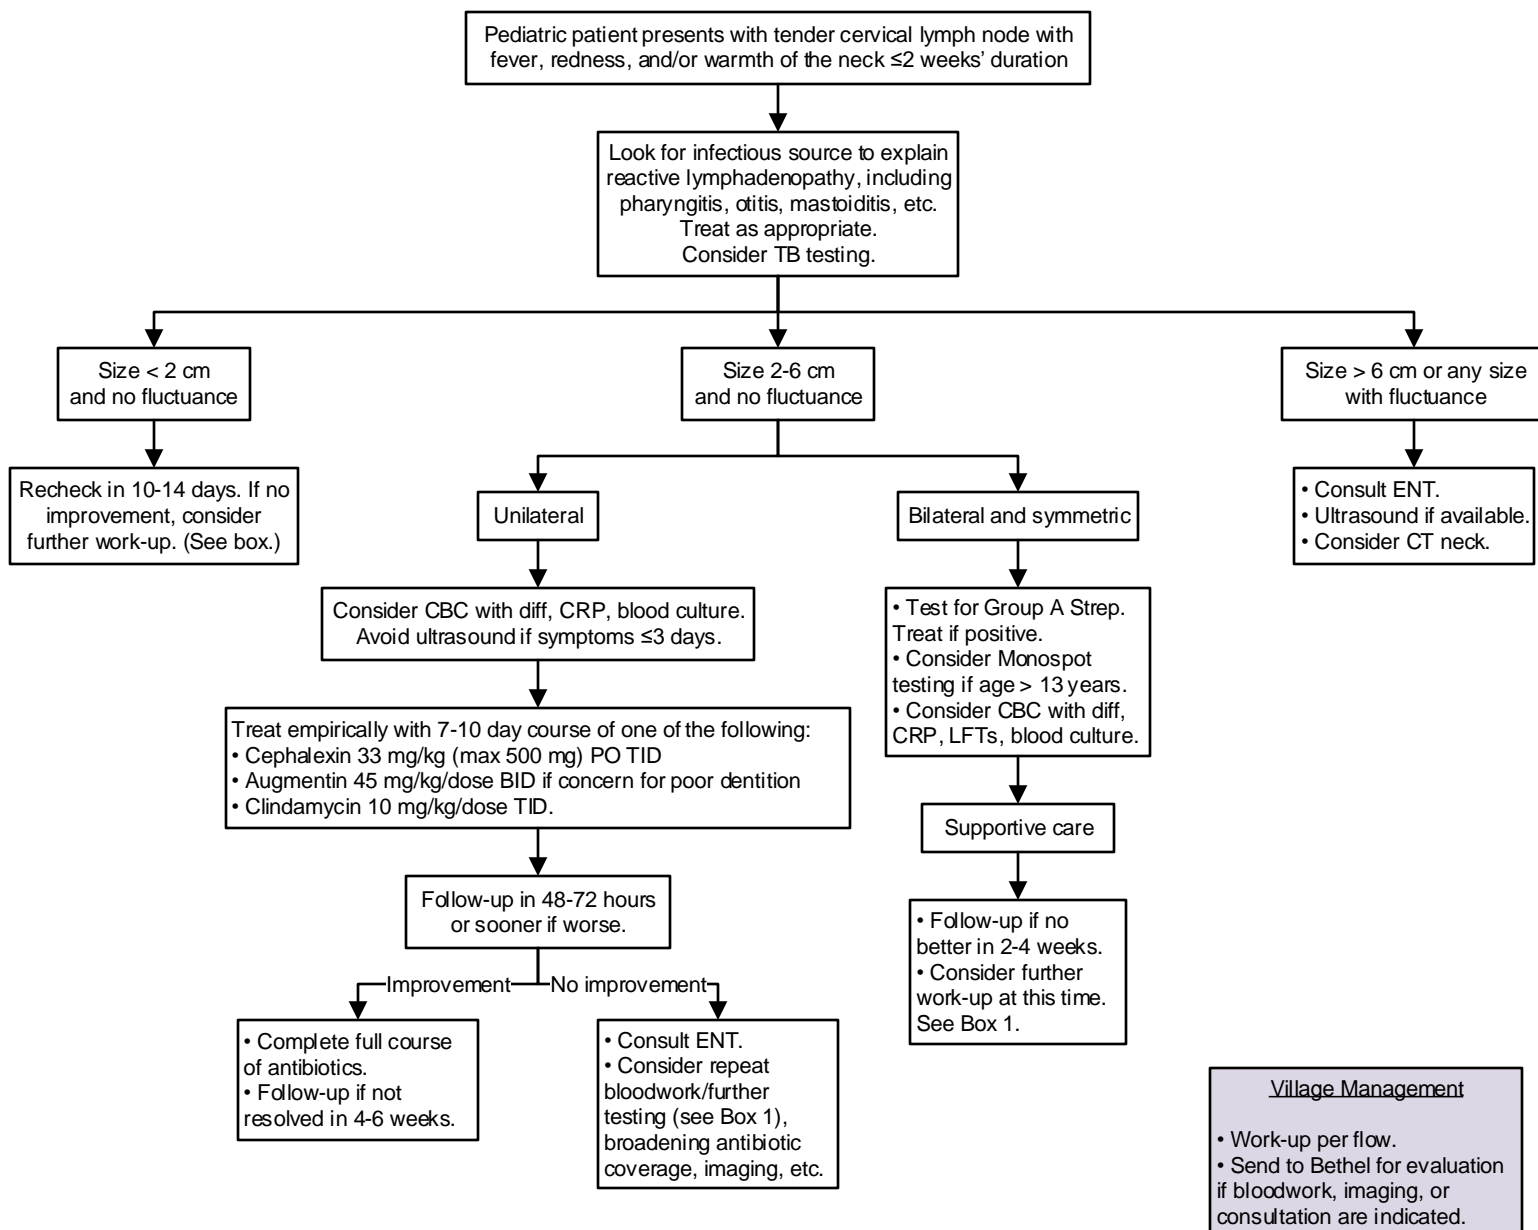 Pediatric patient presents with tender cervical lymph node with
fever, redness, and/or warmth of the neck ≤2 weeks’ duration
Look for infectious source to explain
reactive lymphadenopathy, including
pharyngitis, otitis, mastoiditis, etc.
Treat as appropriate.
Consider TB testing.
Size < 2 cm
and no fluctuance
Size 2-6 cm
and no fluctuance
Size > 6 cm or any size
with fluctuance
Recheck in 10-14 days. If no
improvement, consider
further work-up. (See box.)
Unilateral
Bilateral and symmetric
• Consult ENT.
• Ultrasound if available.
• Consider CT neck.
Consider CBC with diff, CRP, blood culture.
Avoid ultrasound if symptoms ≤3 days.
• Test for Group A Strep.
Treat if positive.
• Consider Monospot
testing if age > 13 years.
• Consider CBC with diff,
CRP, LFTs, blood culture.
Treat empirically with 7-10 day course of one of the following:
• Cephalexin 33 mg/kg (max 500 mg) PO TID
• Augmentin 45 mg/kg/dose BID if concern for poor dentition
• Clindamycin 10 mg/kg/dose TID.
Supportive care
Follow-up in 48-72 hours
or sooner if worse.
• Follow-up if no
better in 2-4 weeks.
• Consider further
work-up at this time.
See Box 1.
Improvement
No improvement
• Complete full course
of antibiotics.
• Follow-up if not
resolved in 4-6 weeks.
• Consult ENT.
• Consider repeat
bloodwork/further
testing (see Box 1),
broadening antibiotic
coverage, imaging, etc.
Village Management
• Work-up per flow.
• Send to Bethel for evaluation
if bloodwork, imaging, or
consultation are indicated.